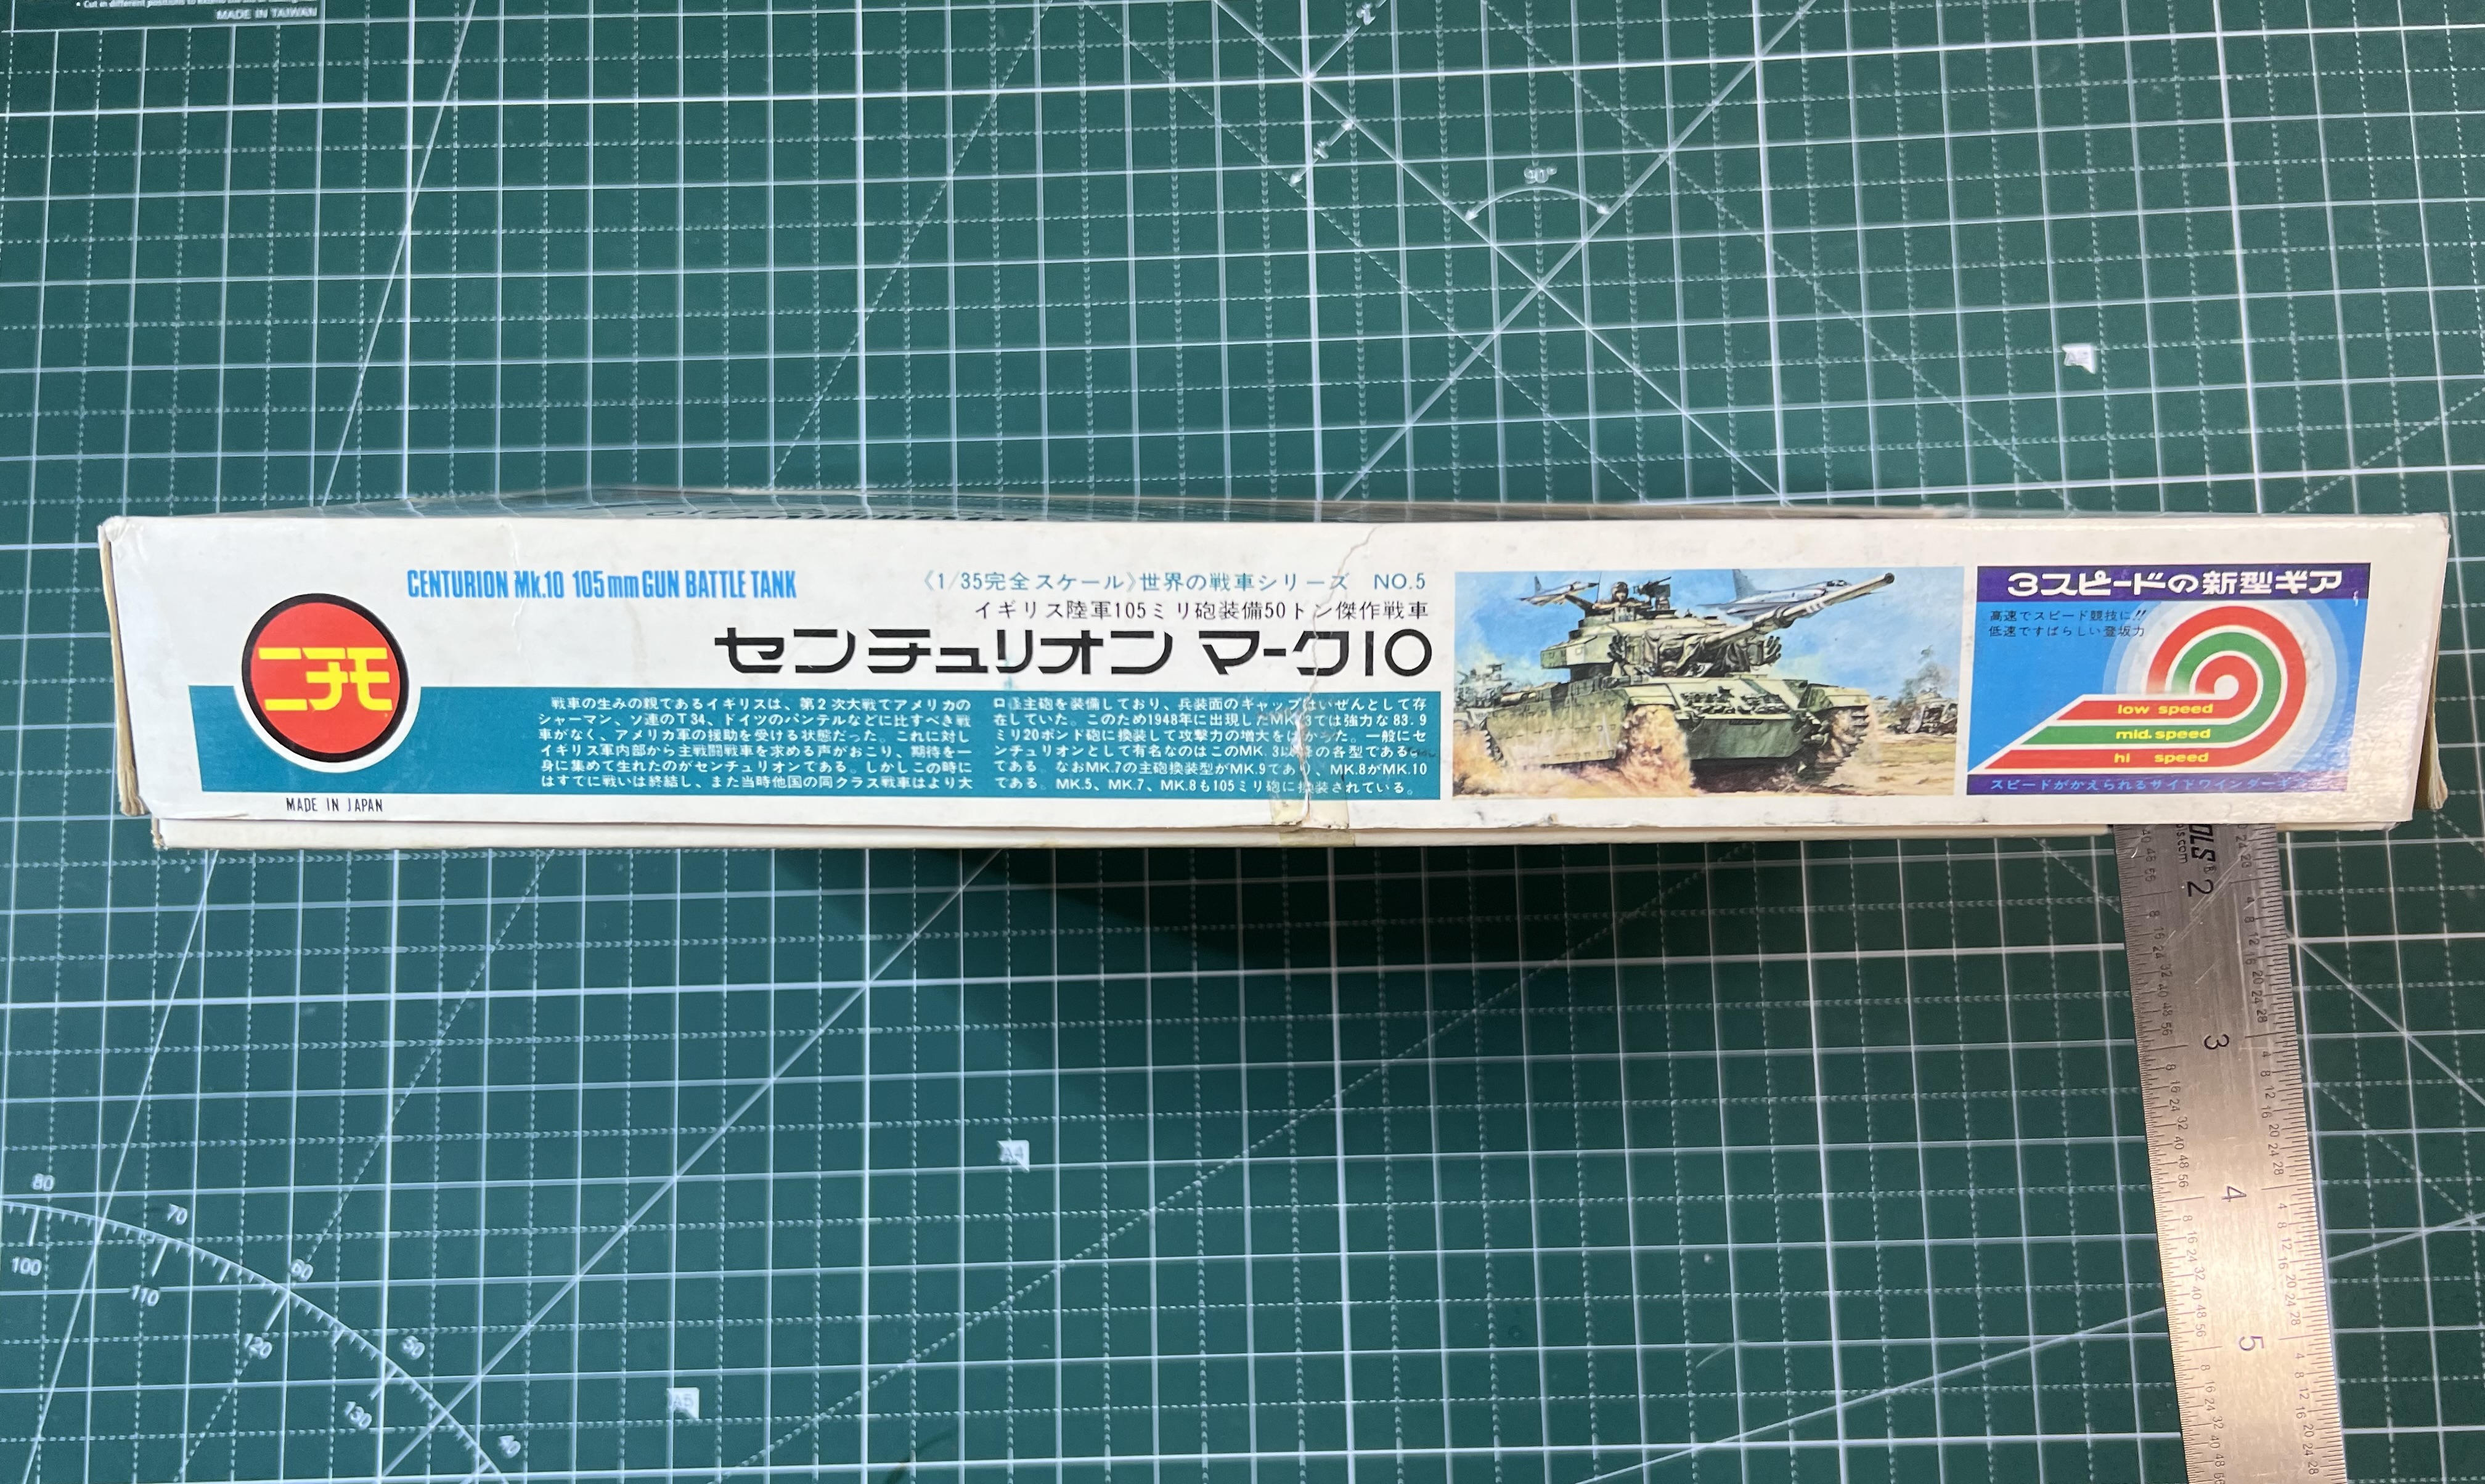 MADE IN TAIWAN
90°
A3
CENTURION Mk.10 105mm GUN BATTLE TANK
《1/35完全スケール》世界の戦車シリーズ NO.5
イギリス陸軍105ミリ砲装備50トン傑作戦車
センチュリオン マーク10
ニチモ
戦車の生みの親であるイギリスは、第2次大戦でアメリカの
シャーマン、ソ連のT34、ドイツのパンテルなどに比すべき戦
車がなく、アメリカ軍の援助を受ける状態だった。これに対し
イギリス軍内部から主戦闘戦車を求める声がおこり、期待を一
身に集めて生れたのがセンチュリオンである。しかしこの時に
はすでに戦いは終結し、また当時他国の同クラス戦車はより大
口径主砲を装備しており、兵装面のギャップはいぜんとして存
在していた。このため1948年に出現したMK.3では強力な83.9
ミリ20ポンド砲に換装して攻撃力の増大をはかった。一般にセ
ンチュリオンとして有名なのはこのMK.3以降の各型である。
である。なおMK.7の主砲換装型がMK.9であり、MK.8がMK.10
である。MK.5、MK.7、MK.8も105ミリ砲に換装されている。
MADE IN JAPAN
3スピードの新型ギア
高速でスピード競技に!!
低速ですばらしい登坂力
low speed
mid. speed
hi speed
スピードがかえられるサイドワインダー
2
3
4
5
A4
A5
80
70
60
50
40
100
110
120
130